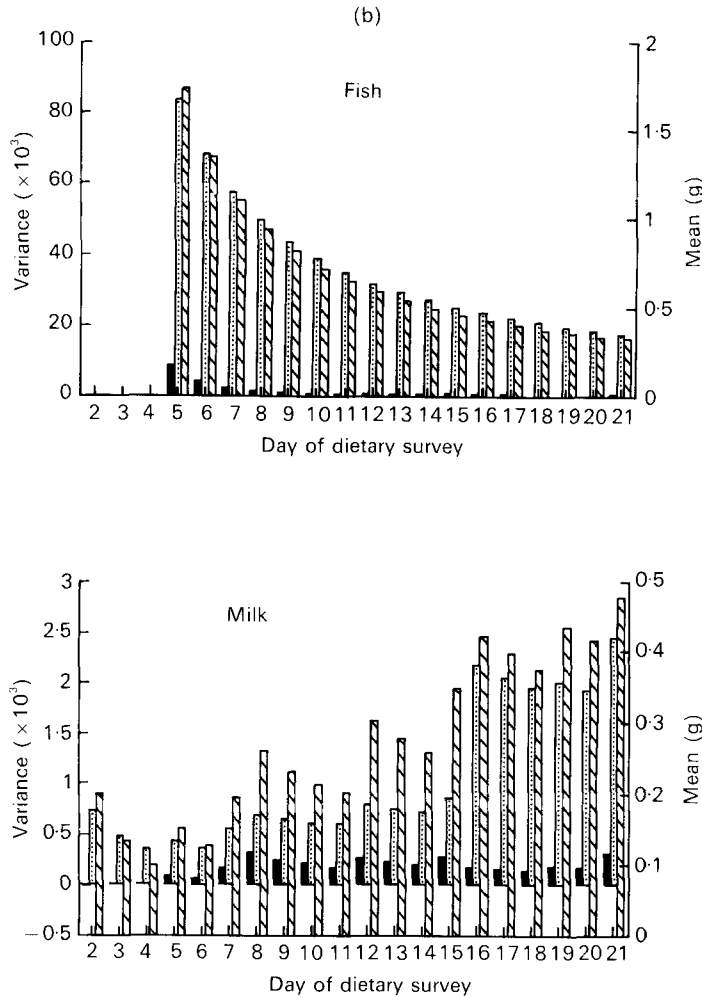 (b)
Fish
Variance ( × 10³)
100
80
60
40
20
0
Mean (g)
2
1·5
1
0·5
0
2 3 4 5 6 7 8 9 10 11 12 13 14 15 16 17 18 19 20 21
Day of dietary survey
Milk
Variance ( × 10³)
3
2·5
2
1·5
1
0·5
0
–0·5
Mean (g)
0·5
0·4
0·3
0·2
0·1
0
2 3 4 5 6 7 8 9 10 11 12 13 14 15 16 17 18 19 20 21
Day of dietary survey